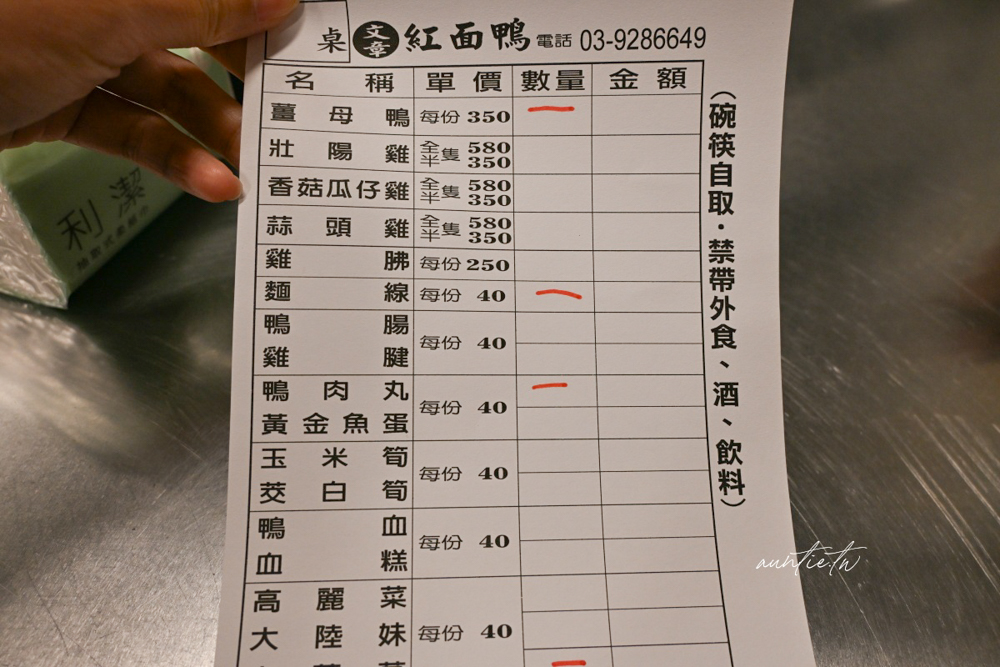 桌 文章 紅面鴨 電話 03-9286649
名稱 單價 數量 金額
薑母鴨 每份 350 一
壯陽雞 全隻 580 半隻 350
香菇瓜仔雞 全隻 580 半隻 350
蒜頭雞 全隻 580 半隻 350
雞胇 每份 250
麵線 每份 40 一
鴨腸
雞腱 每份 40
鴨肉丸 一
黃金魚蛋 每份 40
玉米筍
茭白筍 每份 40
鴨血
血糕 每份 40
高麗菜
大陸妹 每份 40
(碗筷自取·禁帶外食、酒、飲料)
利潔
auntie.tw